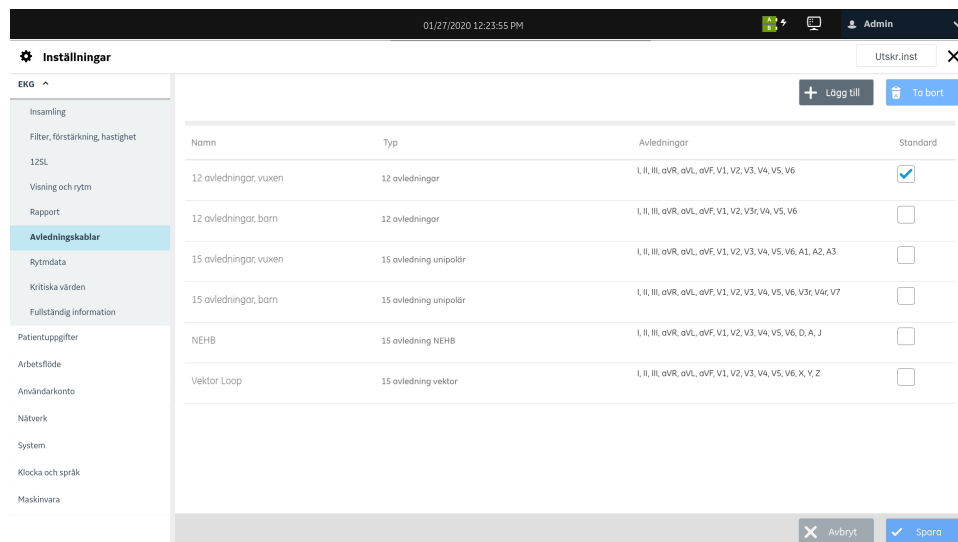 01/27/2020 12:23:55 PM
A
B
Admin
Inställningar
Utskr.inst
EKG
Insamling
Filter, förstärkning, hastighet
12SL
Visning och rytm
Rapport
Avledningskablar
Rytmdata
Kritiska värden
Fullständig information
Patientuppgifter
Arbetsflöde
Användarkonto
Nätverk
System
Klocka och språk
Maskinvara
Lägg till
Ta bort
Namn Typ Avledningar Standard
12 avledningar, vuxen 12 avledningar I, II, III, aVR, aVL, aVF, V1, V2, V3, V4, V5, V6
12 avledningar, barn 12 avledningar I, II, III, aVR, aVL, aVF, V1, V2, V3r, V4, V5, V6
15 avledningar, vuxen 15 avledning unipolär I, II, III, aVR, aVL, aVF, V1, V2, V3, V4, V5, V6, A1, A2, A3
15 avledningar, barn 15 avledning unipolär I, II, III, aVR, aVL, aVF, V1, V2, V3, V4, V5, V6, V3r, V4r, V7
NEHB 15 avledning NEHB I, II, III, aVR, aVL, aVF, V1, V2, V3, V4, V5, V6, D, A, J
Vektor Loop 15 avledning vektor I, II, III, aVR, aVL, aVF, V1, V2, V3, V4, V5, V6, X, Y, Z
Avbryt
Spara